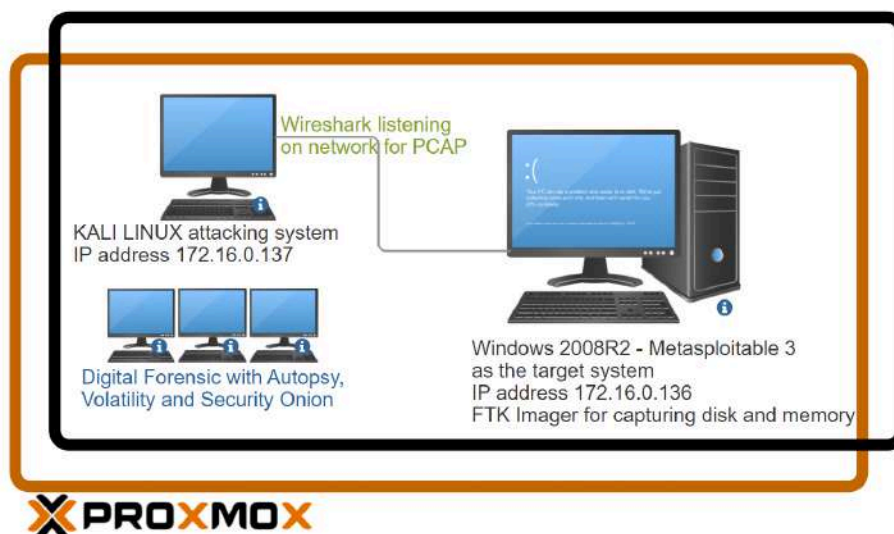 Wireshark listening
on network for PCAP
KALI LINUX attacking system
IP address 172.16.0.137
Digital Forensic with Autopsy,
Volatility and Security Onion
:(
Windows 2008R2 - Metasploitable 3
as the target system
IP address 172.16.0.136
FTK Imager for capturing disk and memory
PROXMOX